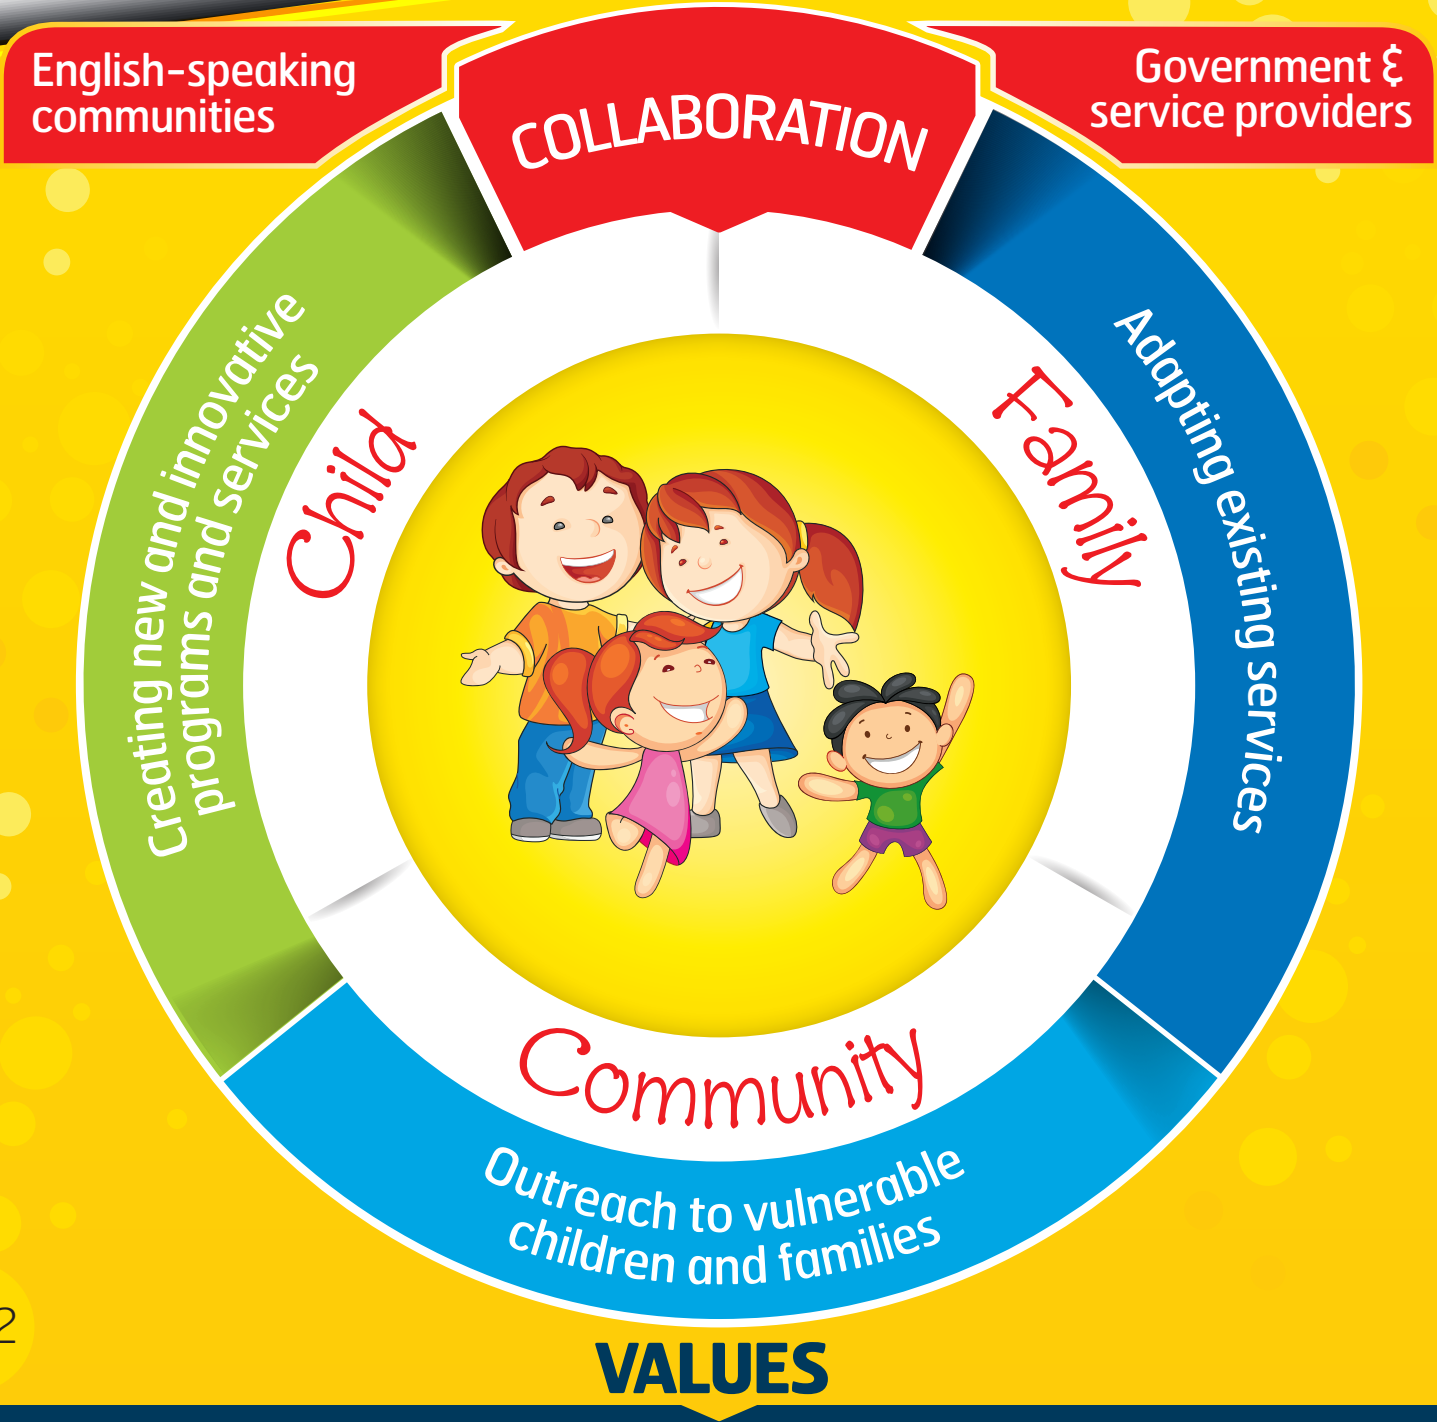 English-speaking
communities
COLLABORATION
Government &
service providers
Creating new and innovative
programs and services
Child
Family
Adapting existing services
Community
Outreach to vulnerable
children and families
2
VALUES